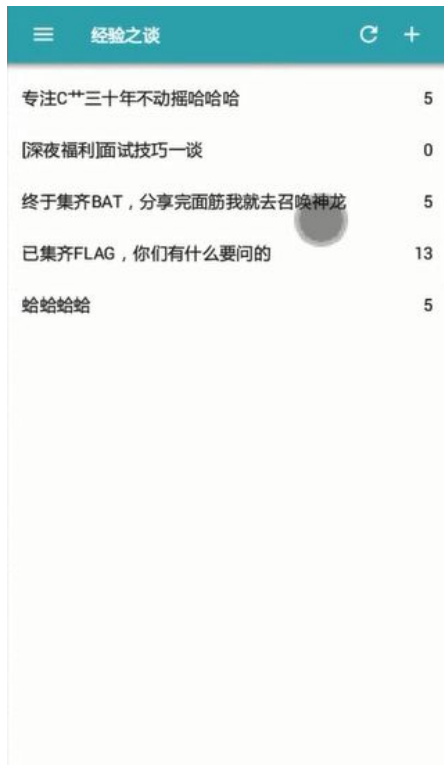 经验之谈
专注C艹三十年不动摇哈哈哈 5
[深夜福利]面试技巧一谈 0
终于集齐BAT，分享完面筋我就去召唤神龙 5
已集齐FLAG，你们有什么要问的 13
蛤蛤蛤蛤 5